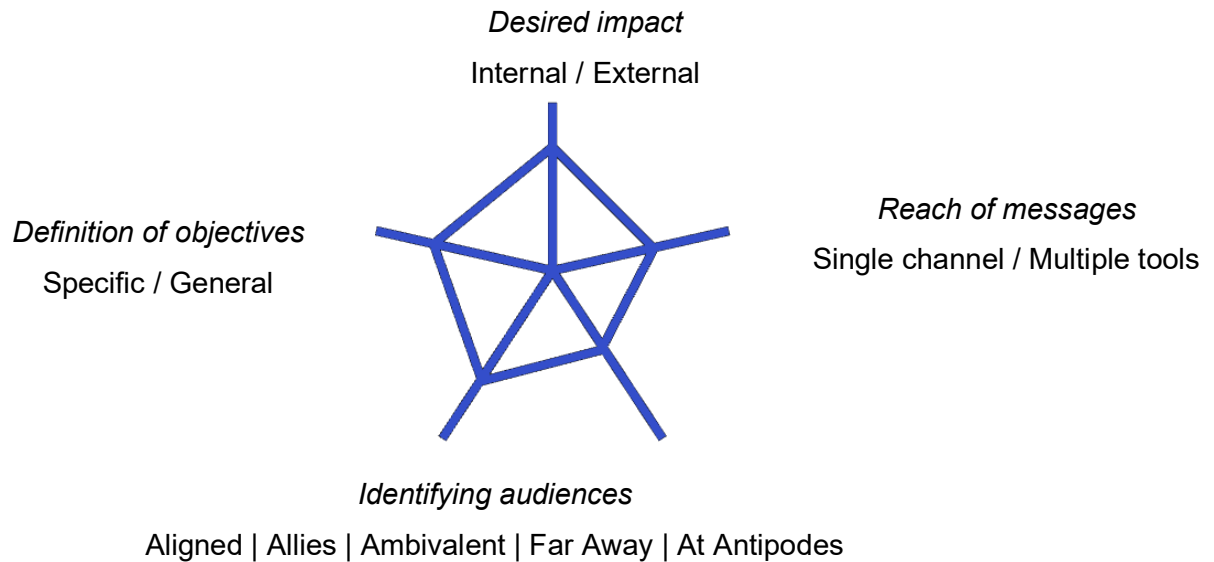 Desired impact
Internal / External
Definition of objectives
Specific / General
Reach of messages
Single channel / Multiple tools
Identifying audiences
Aligned | Allies | Ambivalent | Far Away | At Antipodes